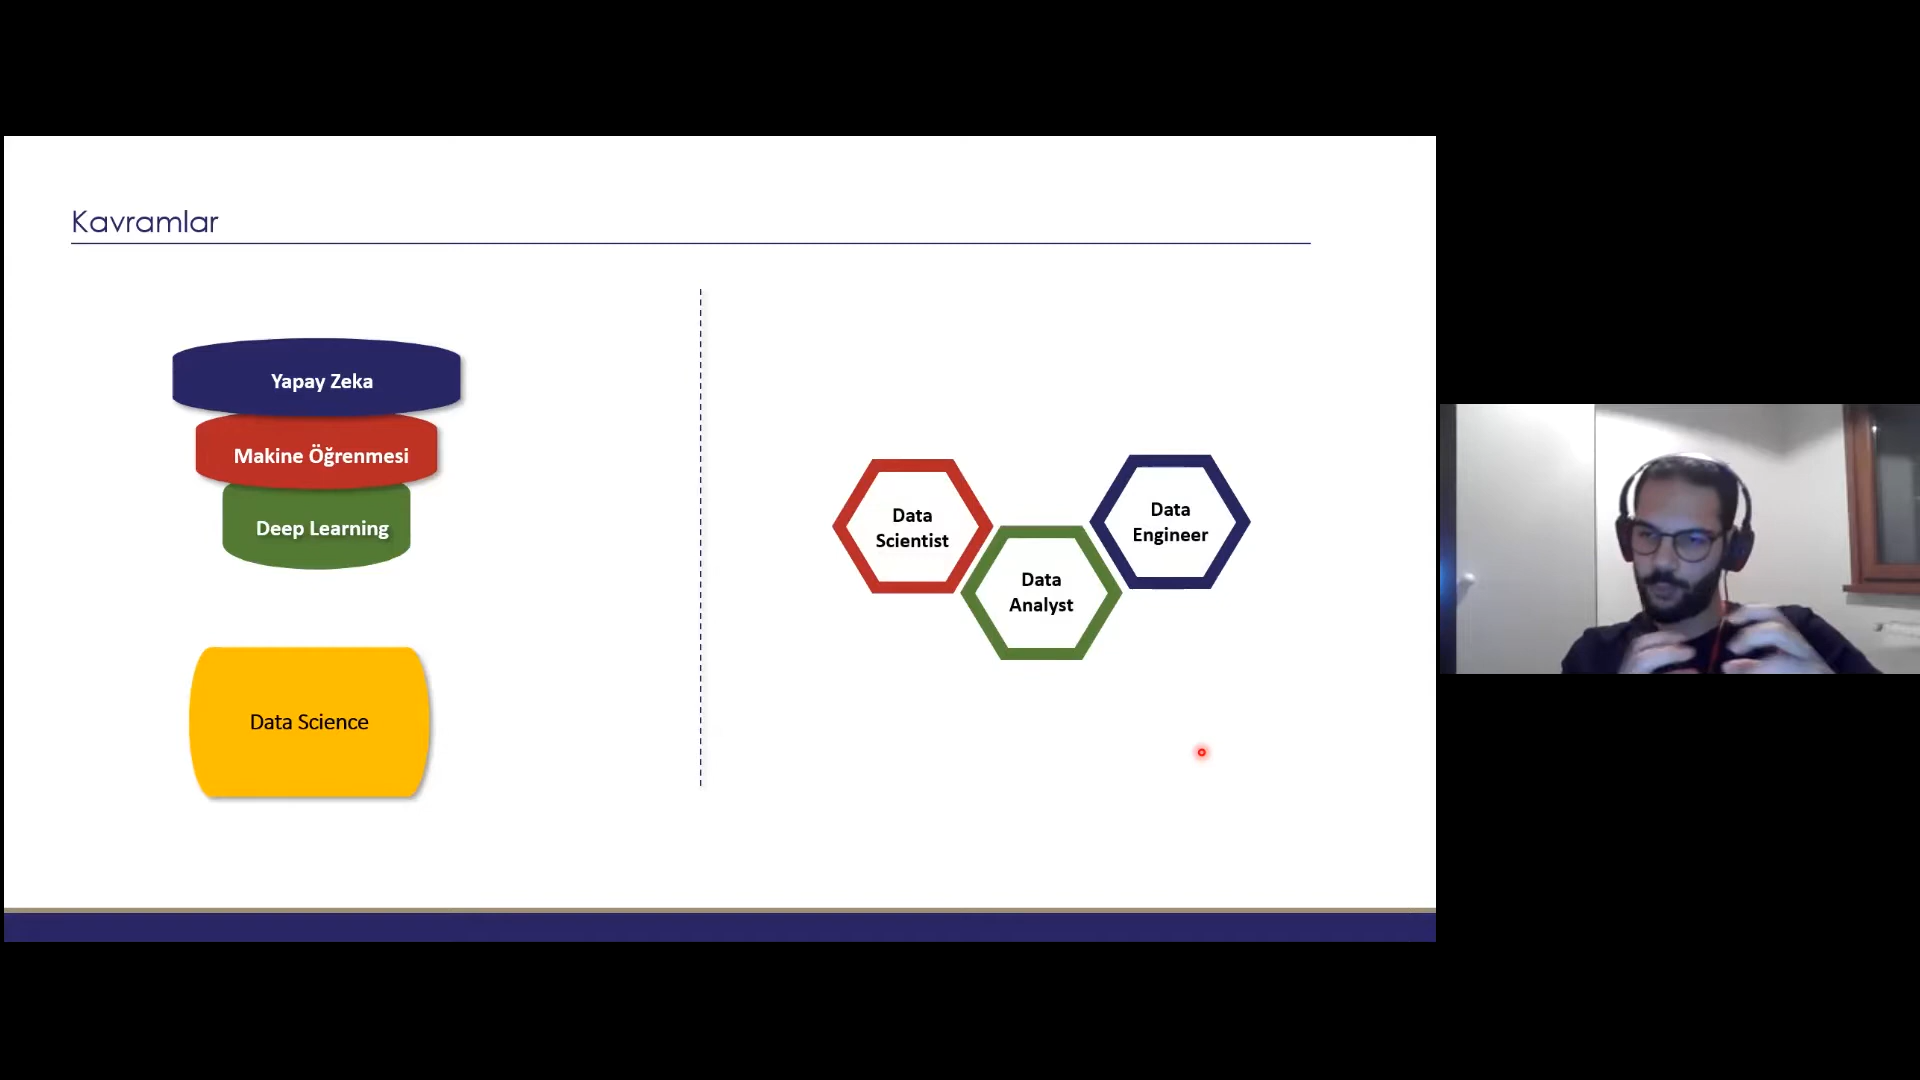 Kavramlar
Yapay Zeka
Makine Öğrenmesi
Deep Learning
Data Science
Data
Scientist
Data
Analyst
Data
Engineer